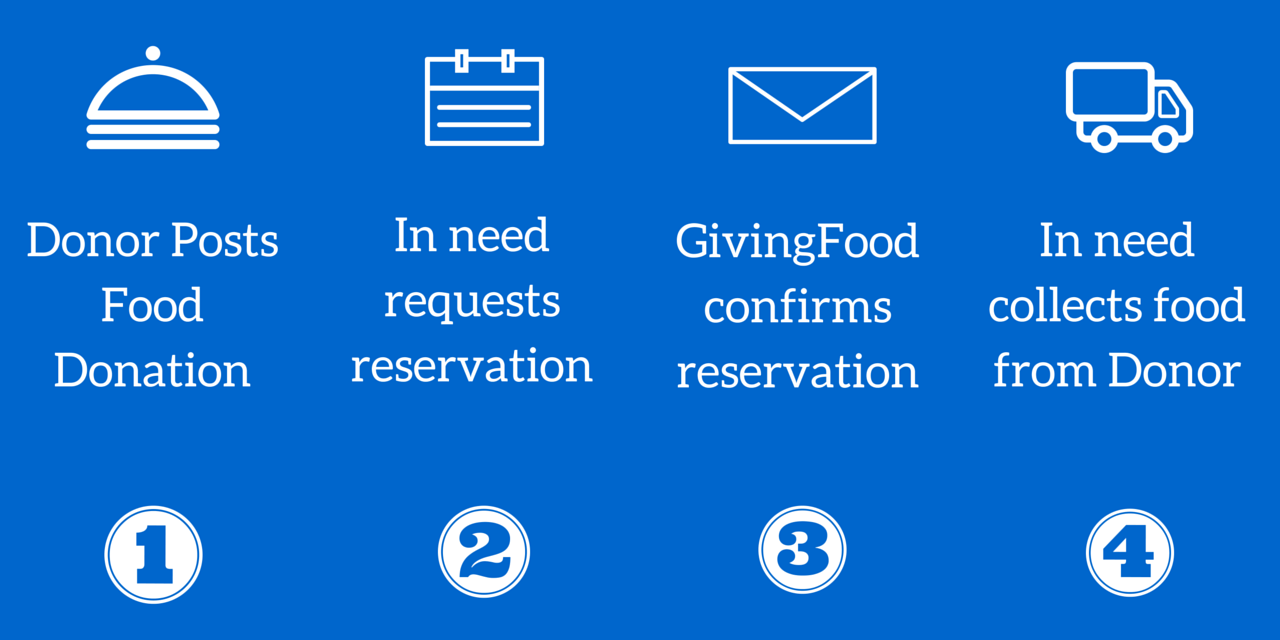 Donor Posts
Food
Donation
1
In need
requests
reservation
2
GivingFood
confirms
reservation
3
In need
collects food
from Donor
4